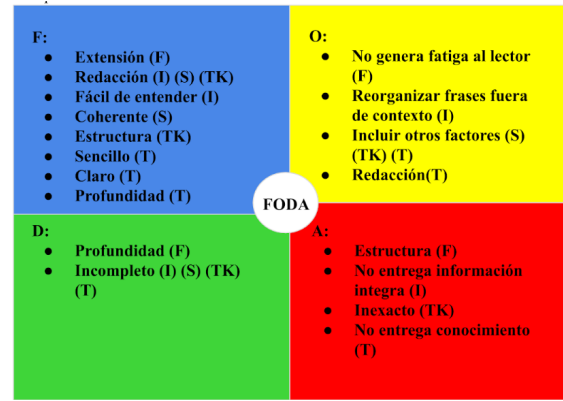 F:
● Extensión (F)
● Redacción (I) (S) (TK)
● Fácil de entender (I)
● Coherente (S)
● Estructura (TK)
● Sencillo (T)
● Claro (T)
● Profundidad (T)
O:
● No genera fatiga al lector
(F)
● Reorganizar frases fuera
de contexto (I)
● Incluir otros factores (S)
(TK) (T)
● Redacción(T)
FODA
D:
● Profundidad (F)
● Incompleto (I) (S) (TK)
(T)
A:
● Estructura (F)
● No entrega información
integra (I)
● Inexacto (TK)
● No entrega conocimiento
(T)